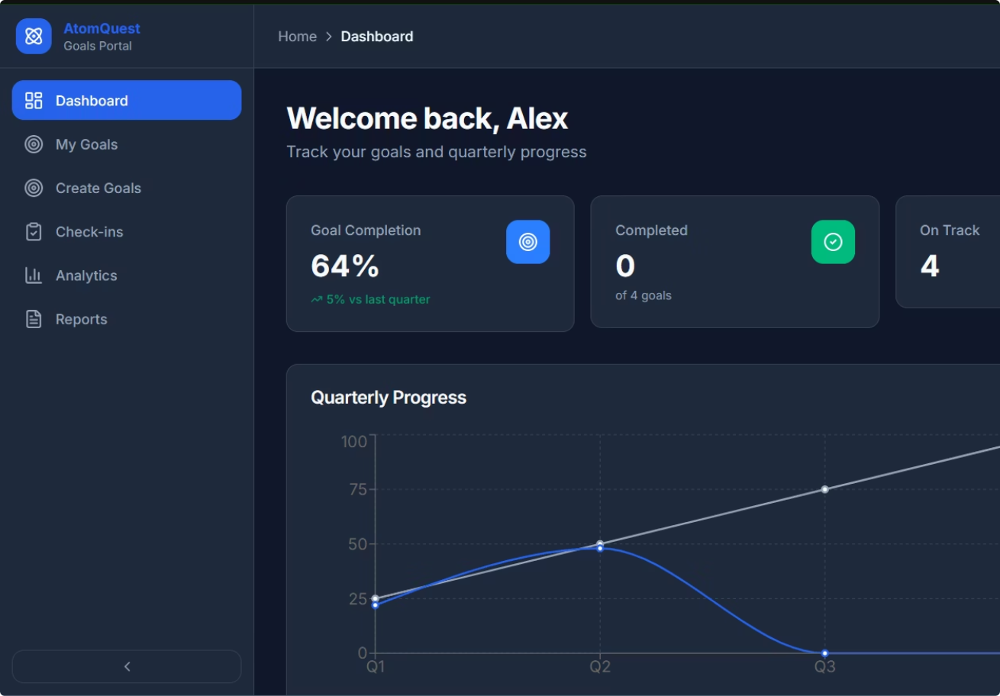 AtomQuest
Goals Portal
Home > Dashboard
Dashboard
My Goals
Create Goals
Check-ins
Analytics
Reports
Welcome back, Alex
Track your goals and quarterly progress
Goal Completion
64%
5% vs last quarter
Completed
0
of 4 goals
On Track
4
Quarterly Progress
100
75
50
25
0
Q1 Q2 Q3